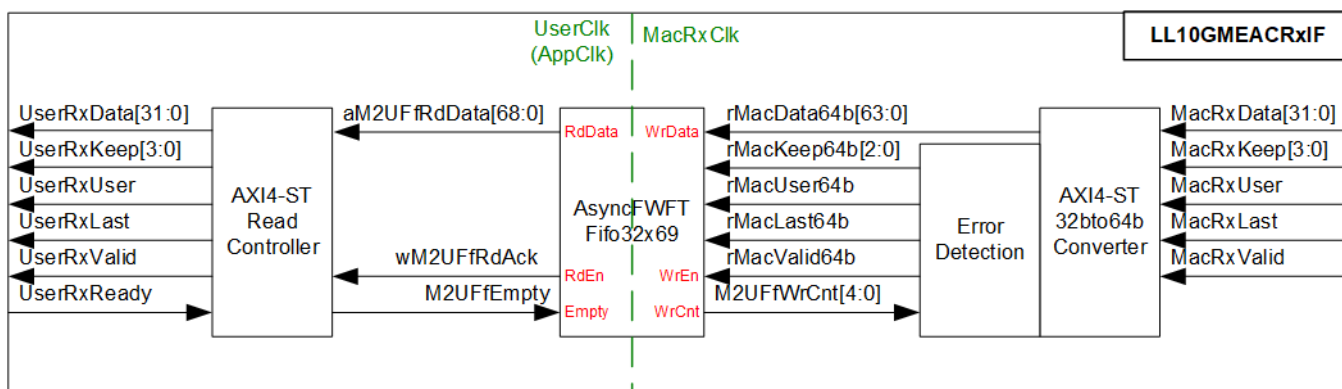 UserClk
(AppClk)
MacRxClk
LL10GMEACRxIF
UserRxData[31:0]
UserRxKeep[3:0]
UserRxUser
UserRxLast
UserRxValid
UserRxReady
AXI4-ST
Read
Controller
aM2UFfRdData[68:0]
wM2UFfRdAck
M2UFfEmpty
RdData
WrData
AsyncFWFT
Fifo32x69
RdEn
WrEn
Empty
WrCnt
rMacData64b[63:0]
rMacKeep64b[2:0]
rMacUser64b
rMacLast64b
rMacValid64b
M2UFfWrCnt[4:0]
Error
Detection
AXI4-ST
32bto64b
Converter
MacRxData[31:0]
MacRxKeep[3:0]
MacRxUser
MacRxLast
MacRxValid